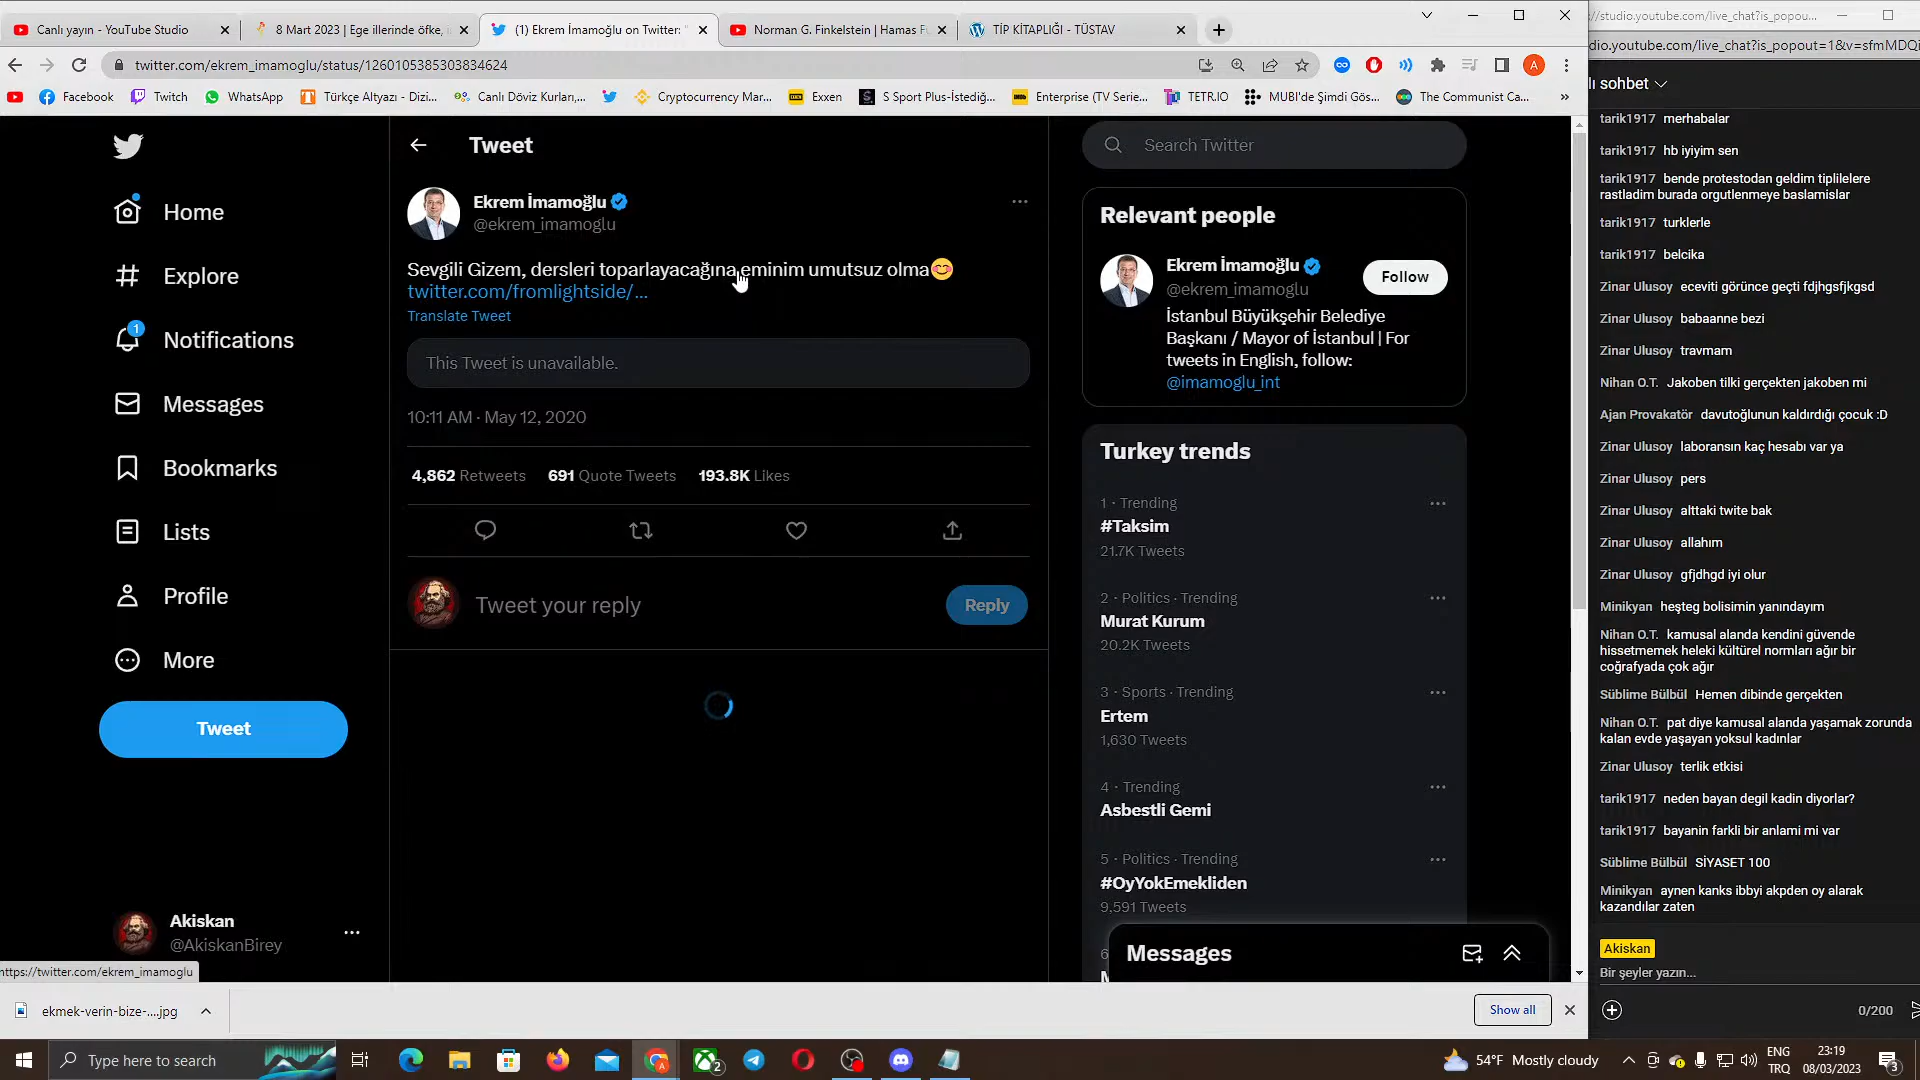 Canlı yayın - YouTube Studio
8 Mart 2023 | Ege illerinde öfke,
(1) Ekrem İmamoğlu on Twitter: "
Norman G. Finkelstein | Hamas
TİP KİTAPLIĞI - TÜSTAV
twitter.com/ekrem_imamoglu/status/1260105385303834624
A
Facebook
Twitch
WhatsApp
Türkçe Altyazı - Dizi...
Canlı Döviz Kurları,...
Cryptocurrency Mar...
Exxen
S Sport Plus-İstediğ...
Enterprise (TV Serie...
TETR.IO
MUBI'de Şimdi Gös...
The Communist Ca...
»
Home
Explore
1
Notifications
Messages
Bookmarks
Lists
Profile
More
Tweet
Akiskan
@AkiskanBirey
https://twitter.com/ekrem_imamoglu
Tweet
Ekrem İmamoğlu
@ekrem_imamoglu
Sevgili Gizem, dersleri toparlayacağına eminim umutsuz olma😊
twitter.com/fromlightside/...
Translate Tweet
This Tweet is unavailable.
10:11 AM · May 12, 2020
4,862 Retweets 691 Quote Tweets 193.8K Likes
Tweet your reply
Reply
Search Twitter
Relevant people
Ekrem İmamoğlu
@ekrem_imamoglu
Follow
İstanbul Büyükşehir Belediye
Başkanı / Mayor of İstanbul | For
tweets in English, follow:
@imamoglu_int
Turkey trends
1 · Trending
#Taksim
21.7K Tweets
2 · Politics · Trending
Murat Kurum
20.2K Tweets
3 · Sports · Trending
Ertem
1,630 Tweets
4 · Trending
Asbestli Gemi
5 · Politics · Trending
#OyYokEmekliden
9,591 Tweets
6
Messages
//studio.youtube.com/live_chat?is_popou...
dio.youtube.com/live_chat?is_popout=1&v=sfmMDQi
lı sohbet
tarik1917 merhabalar
tarik1917 hb iyiyim sen
tarik1917 bende protestodan geldim tiplilelere
rastladim burada orgutlenmeye baslamislar
tarik1917 turklerle
tarik1917 belcika
Zinar Ulusoy eceviti görünce geçti fdjhgsfjkgsd
Zinar Ulusoy babaanne bezi
Zinar Ulusoy travmam
Nihan O.T. Jakoben tilki gerçekten jakoben mi
Ajan Provakatör davutoğlunun kaldırdığı çocuk :D
Zinar Ulusoy laboransın kaç hesabı var ya
Zinar Ulusoy pers
Zinar Ulusoy alttaki twite bak
Zinar Ulusoy allahım
Zinar Ulusoy gfjdhgd iyi olur
Minikyan heşteg bolisimin yanındayım
Nihan O.T. kamusal alanda kendini güvende
hissetmemek heleki kültürel normları ağır bir
coğrafyada çok ağır
Süblime Bülbül Hemen dibinde gerçekten
Nihan O.T. pat diye kamusal alanda yaşamak zorunda
kalan evde yaşayan yoksul kadınlar
Zinar Ulusoy terlik etkisi
tarik1917 neden bayan degil kadin diyorlar?
tarik1917 bayanin farkli bir anlami mi var
Süblime Bülbül SİYASET 100
Minikyan aynen kanks ibbyi akpden oy alarak
kazandılar zaten
Akiskan
Bir şeyler yazın...
0/200
ekmek-verin-bize-....jpg
Show all
Type here to search
2
54°F Mostly cloudy
ENG
TRQ
23:19
08/03/2023
3